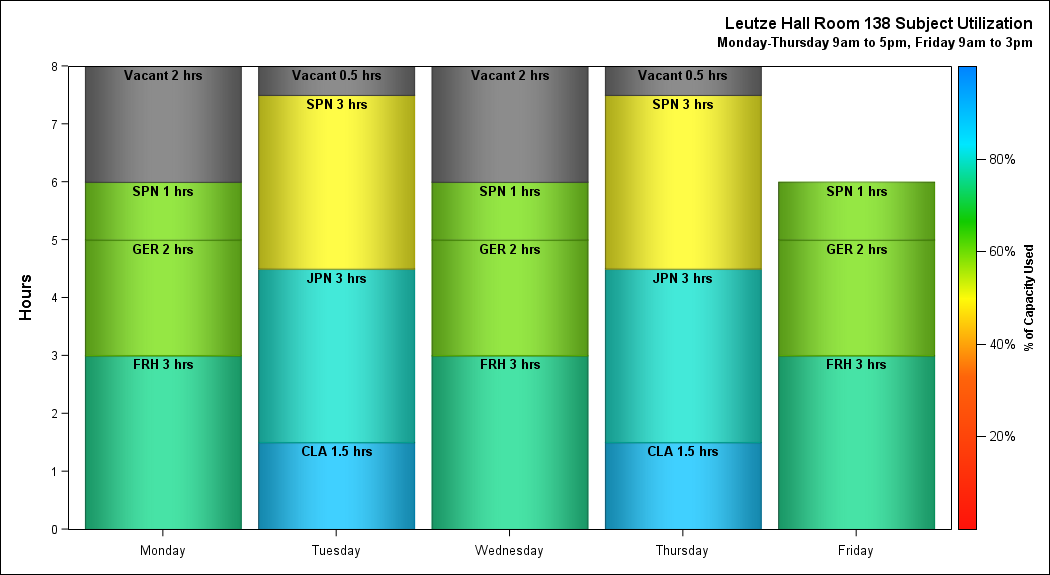 Leutze Hall Room 138 Subject Utilization
Monday-Thursday 9am to 5pm, Friday 9am to 3pm
8
7
6
5
4
3
2
1
0
Hours
Vacant 2 hrs
SPN 1 hrs
GER 2 hrs
FRH 3 hrs
Vacant 0.5 hrs
SPN 3 hrs
JPN 3 hrs
CLA 1.5 hrs
Vacant 2 hrs
SPN 1 hrs
GER 2 hrs
FRH 3 hrs
Vacant 0.5 hrs
SPN 3 hrs
JPN 3 hrs
CLA 1.5 hrs
SPN 1 hrs
GER 2 hrs
FRH 3 hrs
Monday
Tuesday
Wednesday
Thursday
Friday
80%
60%
40%
20%
% of Capacity Used